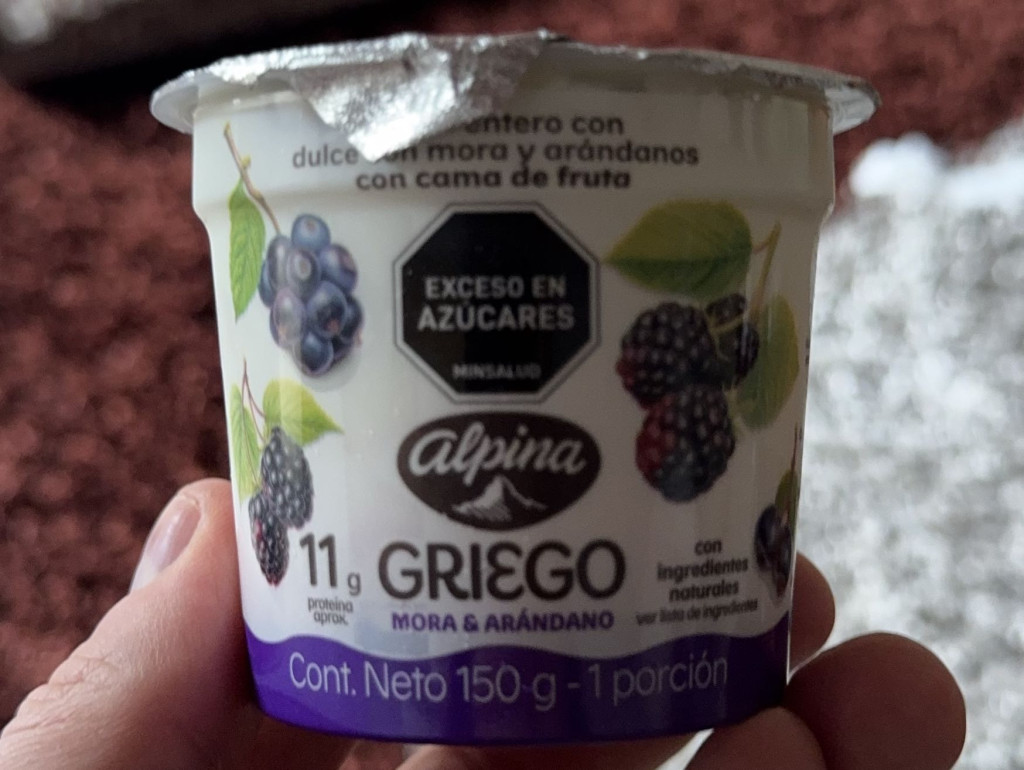 entero con
dulce con mora y arándanos
con cama de fruta
EXCESO EN
AZÚCARES
MINSALUD
alpina
11 g
proteína
aprox.
GRIEGO
MORA & ARÁNDANO
con
ingredientes
naturales
ver lista de ingredientes
Cont. Neto 150 g - 1 porción